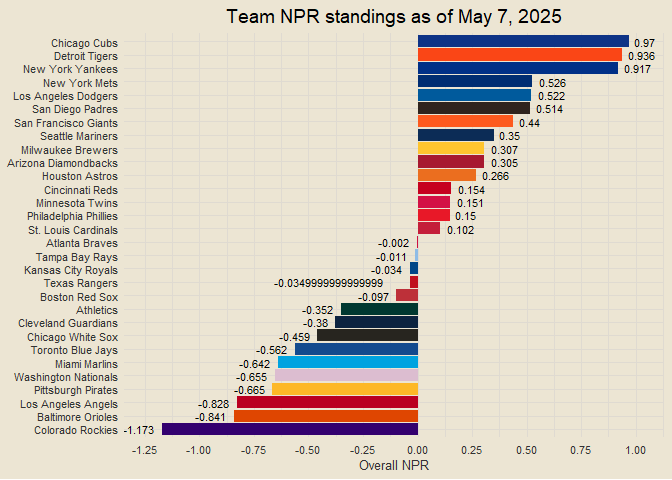 Team NPR standings as of May 7, 2025
Chicago Cubs 0.97
Detroit Tigers 0.936
New York Yankees 0.917
New York Mets 0.526
Los Angeles Dodgers 0.522
San Diego Padres 0.514
San Francisco Giants 0.44
Seattle Mariners 0.35
Milwaukee Brewers 0.307
Arizona Diamondbacks 0.305
Houston Astros 0.266
Cincinnati Reds 0.154
Minnesota Twins 0.151
Philadelphia Phillies 0.15
St. Louis Cardinals 0.102
Atlanta Braves -0.002
Tampa Bay Rays -0.011
Kansas City Royals -0.034
Texas Rangers -0.0349999999999999
Boston Red Sox -0.097
Athletics -0.352
Cleveland Guardians -0.38
Chicago White Sox -0.459
Toronto Blue Jays -0.562
Miami Marlins -0.642
Washington Nationals -0.655
Pittsburgh Pirates -0.665
Los Angeles Angels -0.828
Baltimore Orioles -0.841
Colorado Rockies -1.173
-1.25 -1.00 -0.75 -0.50 -0.25 0.00 0.25 0.50 0.75 1.00
Overall NPR